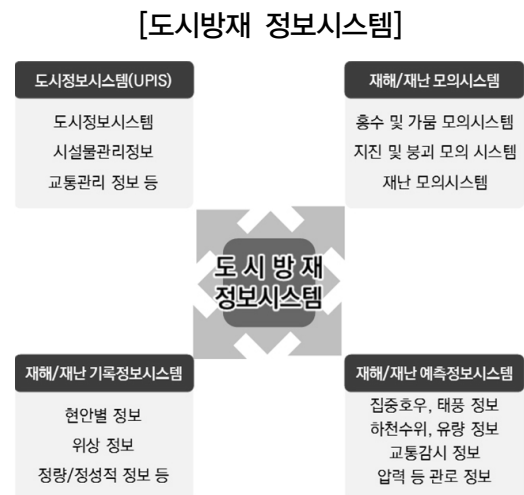 [도시방재 정보시스템]
도시정보시스템(UPIS)
도시정보시스템
시설물관리정보
교통관리 정보 등
재해/재난 모의시스템
홍수 및 가뭄 모의시스템
지진 및 붕괴 모의 시스템
재난 모의시스템
도 시 방 재
정보시스템
재해/재난 기록정보시스템
현안별 정보
위상 정보
정량/정성적 정보 등
재해/재난 예측정보시스템
집중호우, 태풍 정보
하천수위, 유량 정보
교통감시 정보
압력 등 관로 정보